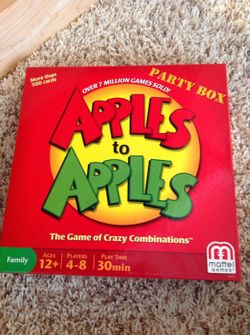 More than
500 cards
OVER 7 MILLION GAMES SOLD!
PARTY BOX
APPLES
to
APPLES
The Game of Crazy Combinations™
Family
AGES
12+
PLAYERS
4-8
PLAY TIME
30min
mattel
games